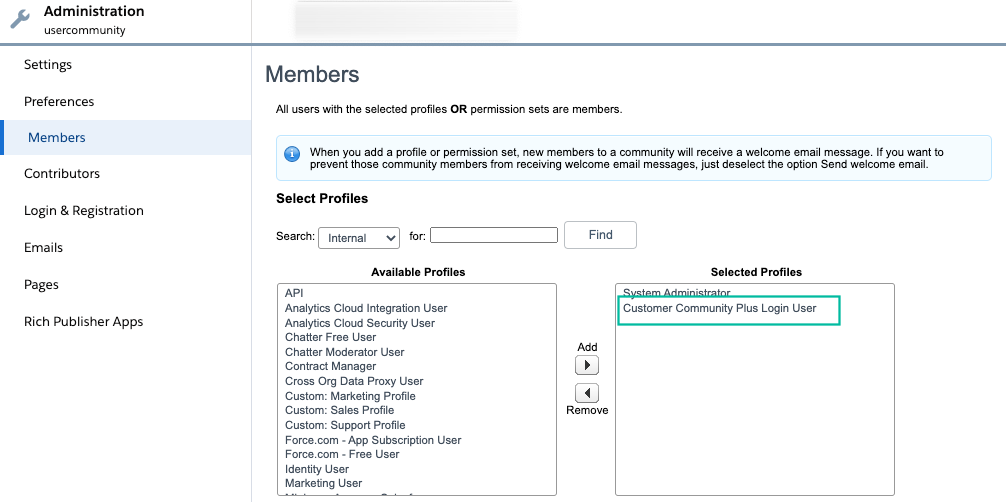 Administration
usercommunity
Settings
Preferences
Members
Contributors
Login & Registration
Emails
Pages
Rich Publisher Apps
Members
All users with the selected profiles OR permission sets are members.
When you add a profile or permission set, new members to a community will receive a welcome email message. If you want to
prevent those community members from receiving welcome email messages, just deselect the option Send welcome email.
Select Profiles
Search: Internal for: Find
Available Profiles
API
Analytics Cloud Integration User
Analytics Cloud Security User
Chatter Free User
Chatter Moderator User
Contract Manager
Cross Org Data Proxy User
Custom: Marketing Profile
Custom: Sales Profile
Custom: Support Profile
Force.com - App Subscription User
Force.com - Free User
Identity User
Marketing User
Add
Remove
Selected Profiles
System Administrator
Customer Community Plus Login User